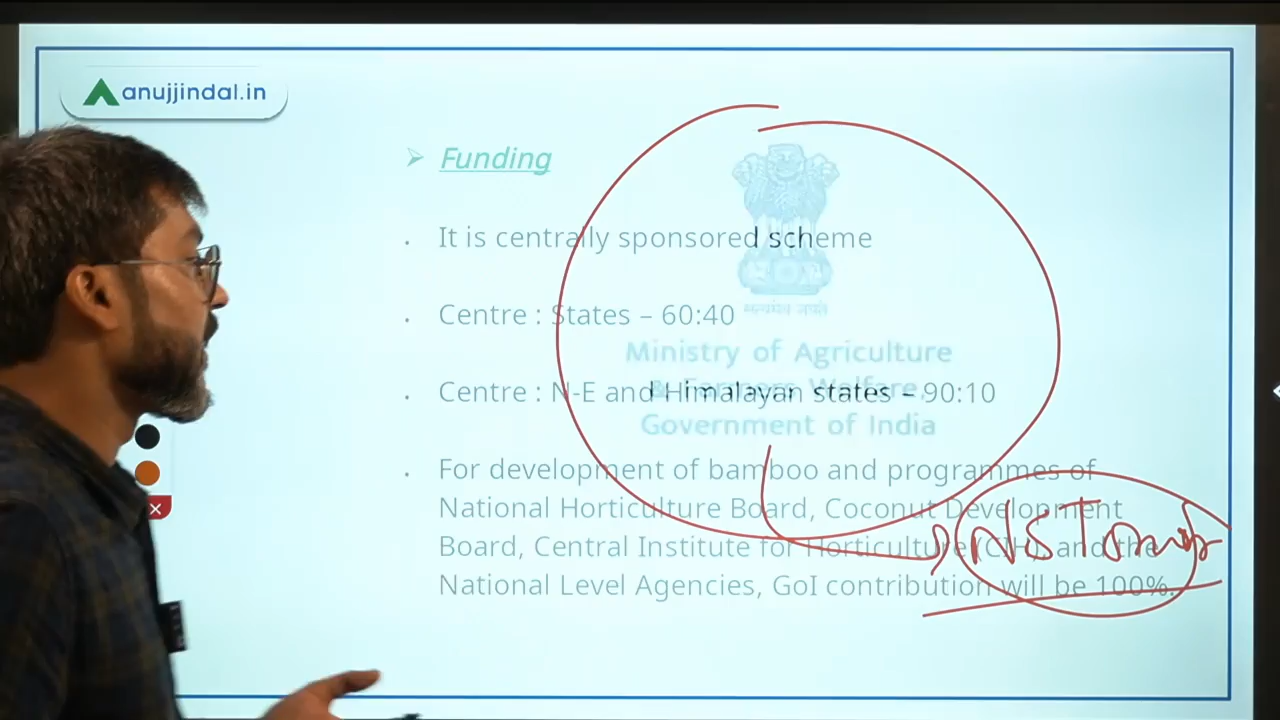 anujjindal.in
Funding
It is centrally sponsored scheme
Centre : States – 60:40
Ministry of Agriculture
Centre : N-E and Himalayan states – 90:10
& Farmers Welfare,
Government of India
For development of bamboo and programmes of
National Horticulture Board, Coconut Development
Board, Central Institute for Horticulture (CIH) and the
National Level Agencies, GoI contribution will be 100%.